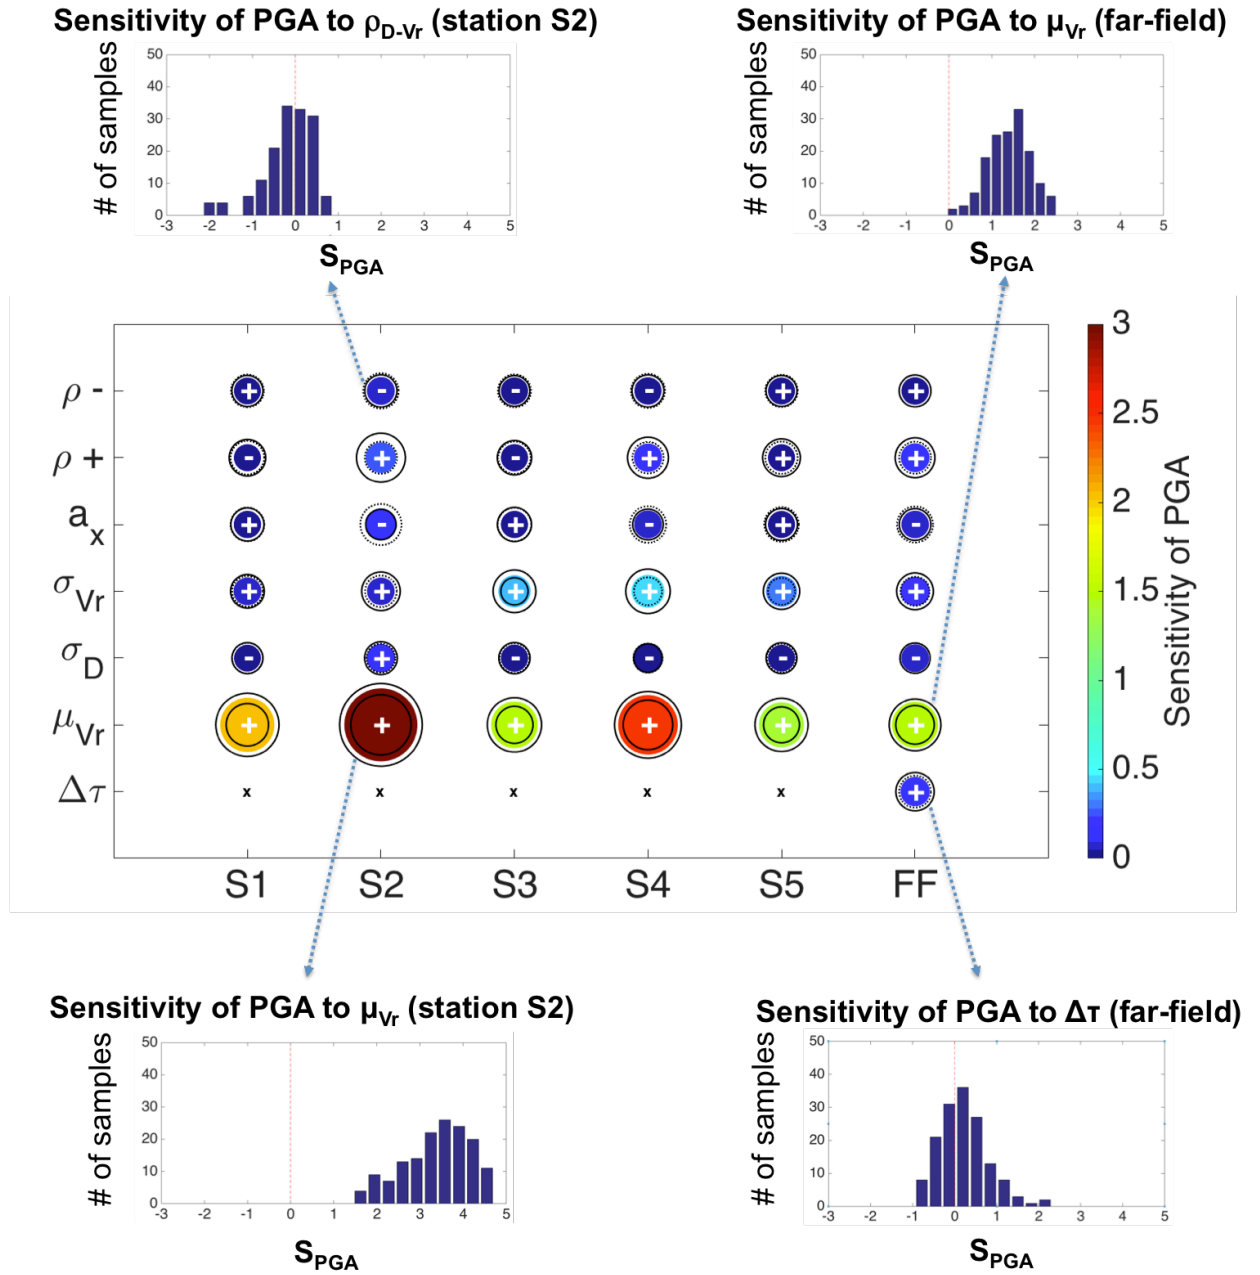 Sensitivity of PGA to ρD-Vr (station S2)
Sensitivity of PGA to μVr (far-field)
# of samples
50
40
30
20
10
0
-3 -2 -1 0 1 2 3 4 5
SPGA
# of samples
50
40
30
20
10
0
-3 -2 -1 0 1 2 3 4 5
SPGA
ρ - + - - - - +
ρ + - + - + + +
ax + - + - + -
σVr + + + + + +
σD - + - - - -
μVr + + + + + +
Δτ x x x x x +
S1 S2 S3 S4 S5 FF
3
2.5
2
1.5
1
0.5
0
Sensitivity of PGA
Sensitivity of PGA to μVr (station S2)
Sensitivity of PGA to Δτ (far-field)
# of samples
50
40
30
20
10
0
-3 -2 -1 0 1 2 3 4 5
SPGA
# of samples
50
40
30
20
10
0
-3 -2 -1 0 1 2 3 4 5
SPGA